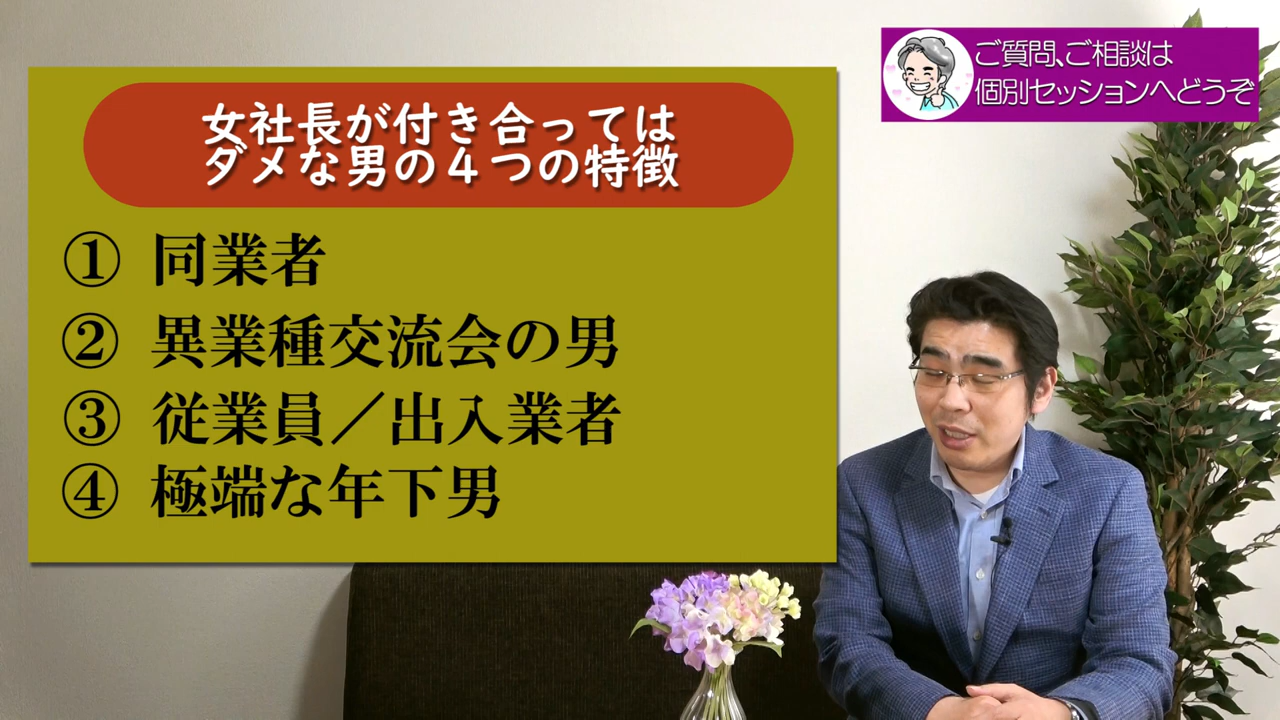 女社長が付き合っては
ダメな男の４つの特徴
① 同業者
② 異業種交流会の男
③ 従業員／出入業者
④ 極端な年下男
ご質問、ご相談は
個別セッションへどうぞ